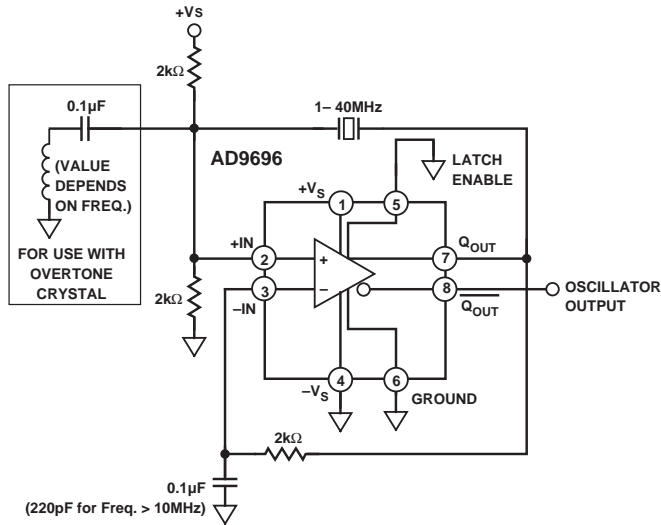 +VS
2kΩ
0.1µF
1– 40MHz
(VALUE
DEPENDS
ON FREQ.)
FOR USE WITH
OVERTONE
CRYSTAL
AD9696
LATCH
ENABLE
+VS
1
5
+IN
2
+
7
QOUT
3
–
8
QOUT
OSCILLATOR
OUTPUT
–IN
2kΩ
4
6
–VS
GROUND
2kΩ
0.1µF
(220pF for Freq. > 10MHz)